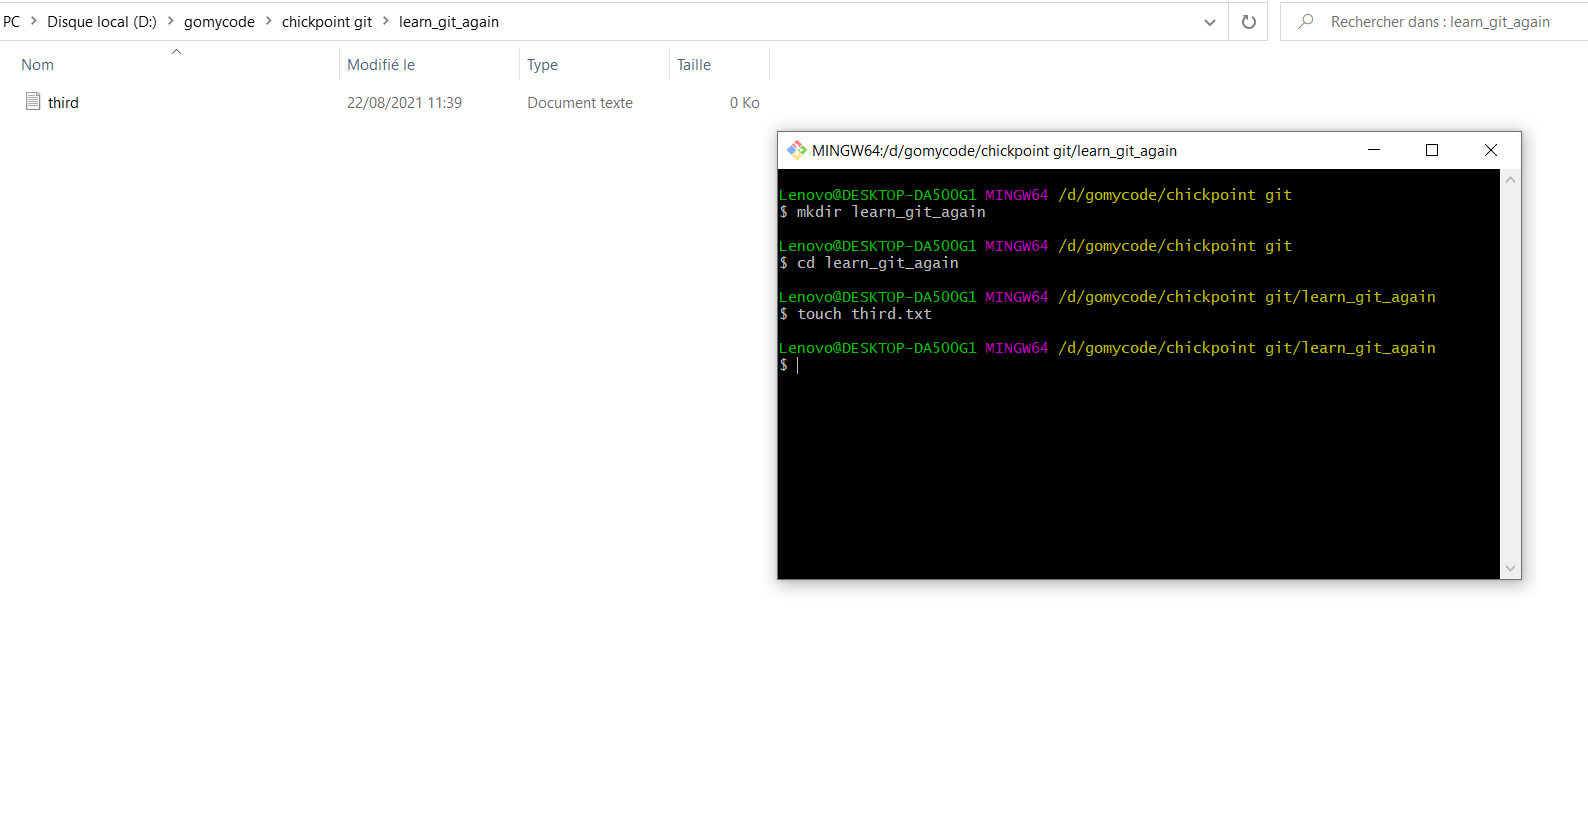 PC > Disque local (D:) > gomycode > chickpoint git > learn_git_again
Rechercher dans : learn_git_again
Nom Modifié le Type Taille
third 22/08/2021 11:39 Document texte 0 Ko
MINGW64:/d/gomycode/chickpoint git/learn_git_again
Lenovo@DESKTOP-DA500G1 MINGW64 /d/gomycode/chickpoint git
$ mkdir learn_git_again
Lenovo@DESKTOP-DA500G1 MINGW64 /d/gomycode/chickpoint git
$ cd learn_git_again
Lenovo@DESKTOP-DA500G1 MINGW64 /d/gomycode/chickpoint git/learn_git_again
$ touch third.txt
Lenovo@DESKTOP-DA500G1 MINGW64 /d/gomycode/chickpoint git/learn_git_again
$